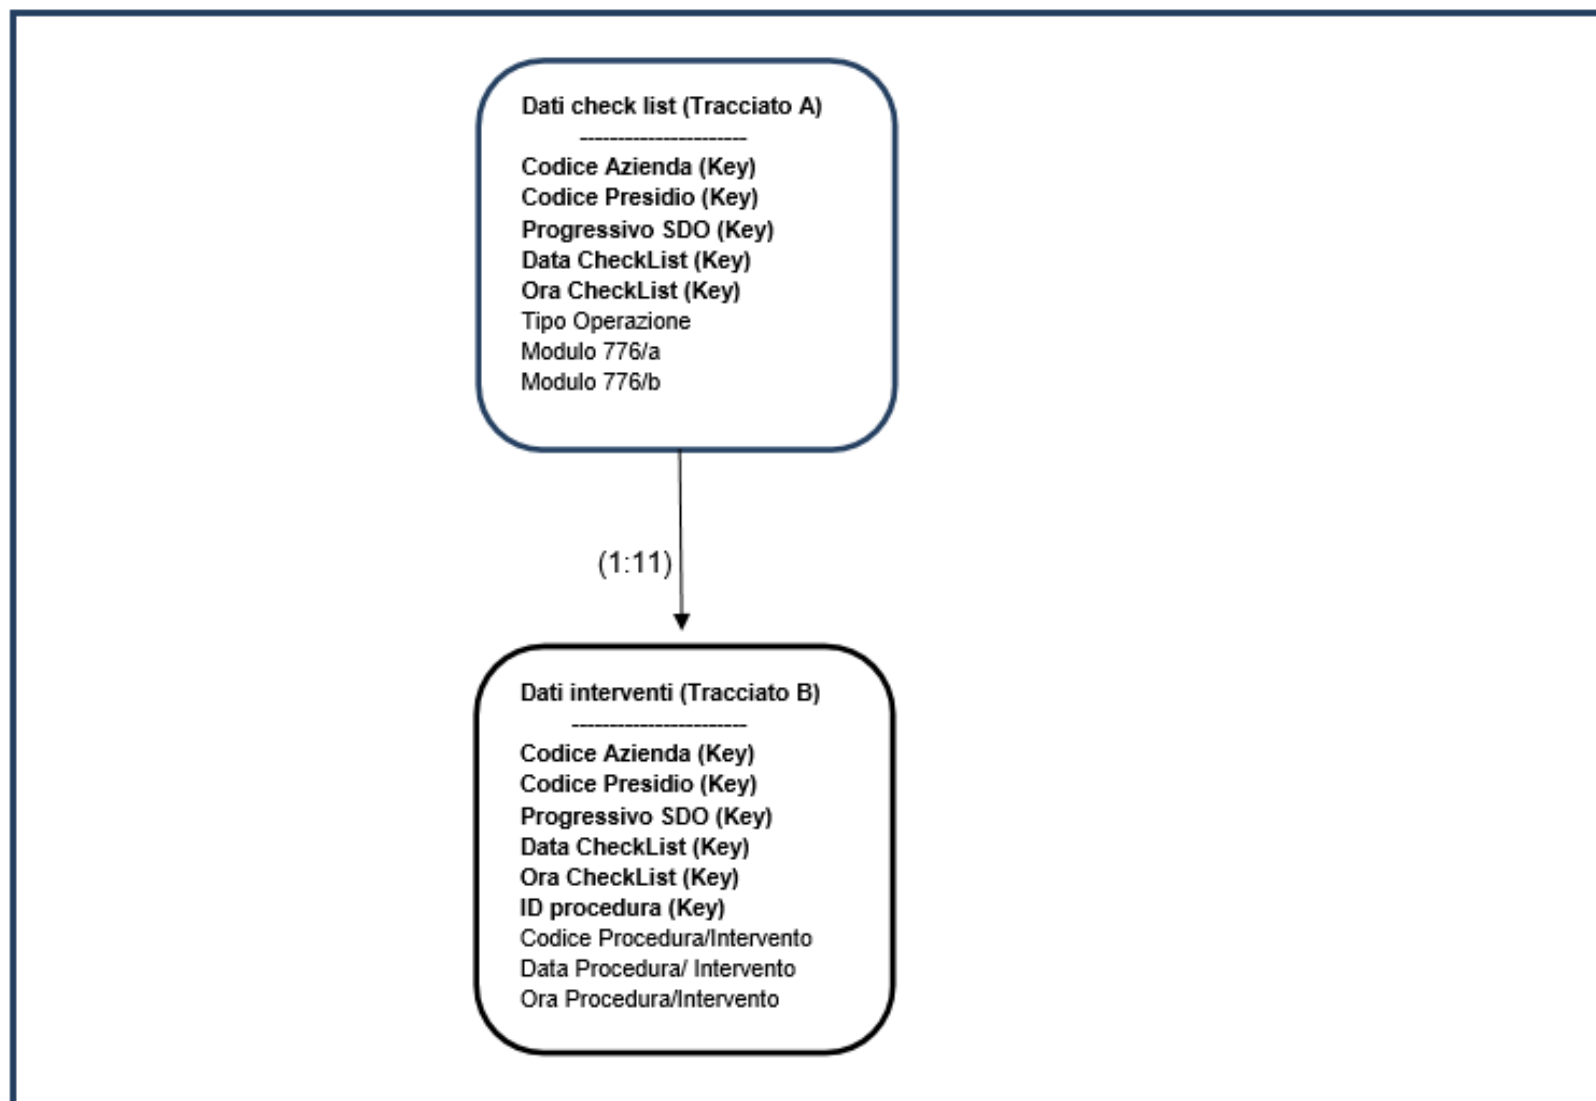 Dati check list (Tracciato A)
------------------------
Codice Azienda (Key)
Codice Presidio (Key)
Progressivo SDO (Key)
Data CheckList (Key)
Ora CheckList (Key)
Tipo Operazione
Modulo 776/a
Modulo 776/b
(1:11)
Dati interventi (Tracciato B)
-------------------------
Codice Azienda (Key)
Codice Presidio (Key)
Progressivo SDO (Key)
Data CheckList (Key)
Ora CheckList (Key)
ID procedura (Key)
Codice Procedura/Intervento
Data Procedura/ Intervento
Ora Procedura/Intervento